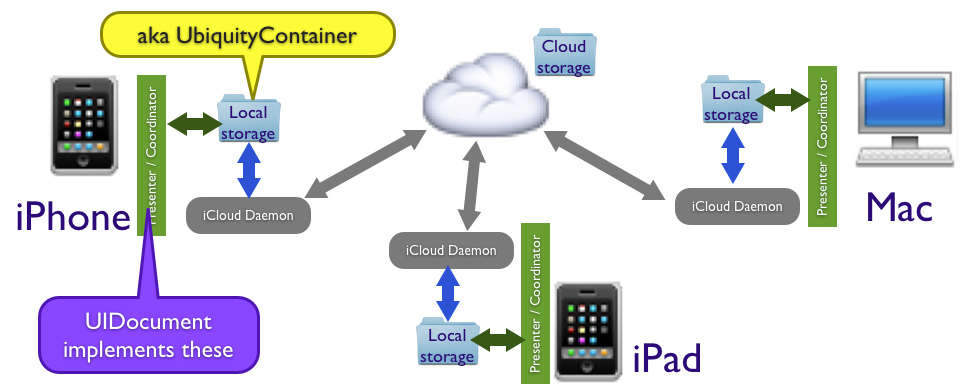 aka UbiquityContainer
Cloud
storage
Local
storage
Presenter / Coordinator
iCloud Daemon
iPhone
UIDocument
implements these
Local
storage
Presenter / Coordinator
iCloud Daemon
Mac
iCloud Daemon
Local
storage
Presenter / Coordinator
iPad